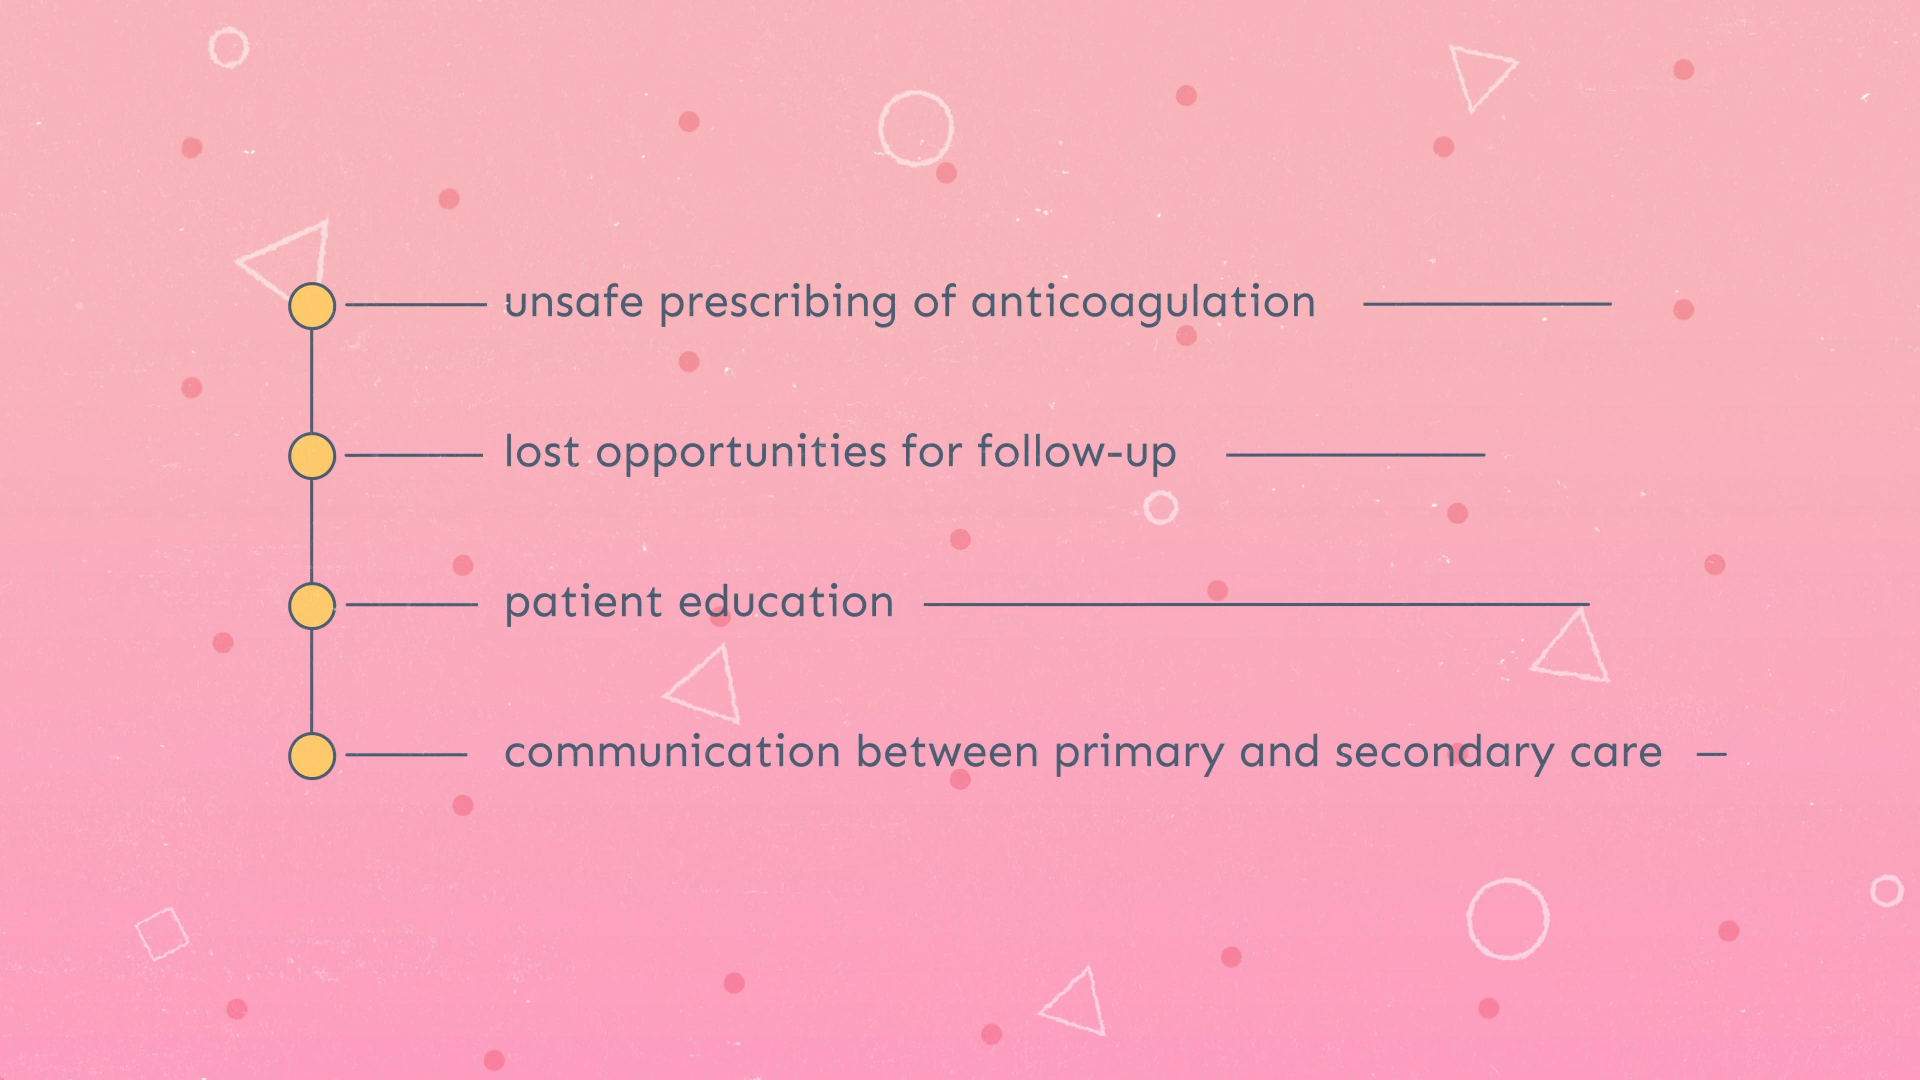 unsafe prescribing of anticoagulation
lost opportunities for follow-up
patient education
communication between primary and secondary care